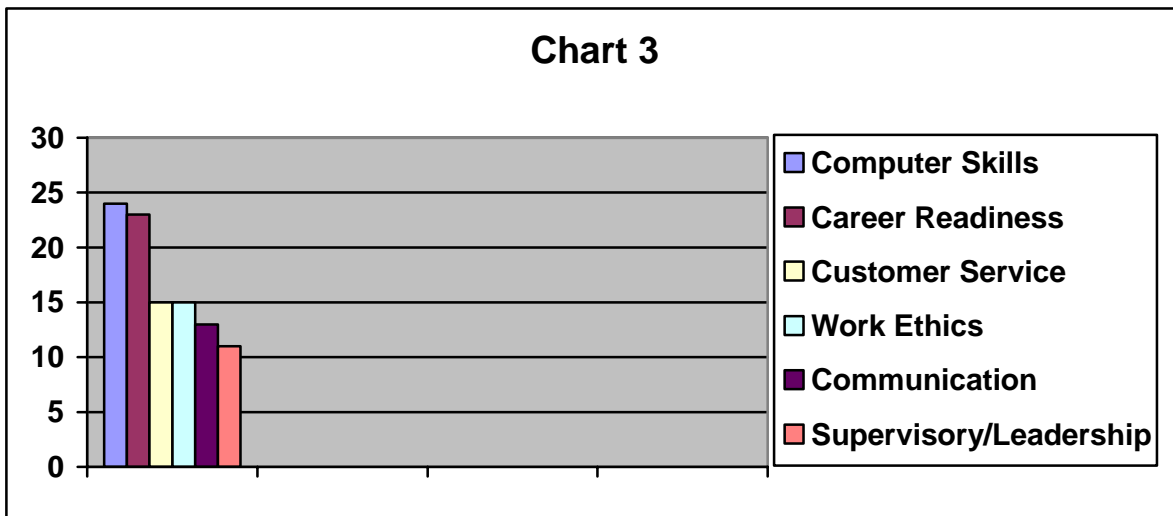 Chart 3
30
25
20
15
10
5
0
Computer Skills
Career Readiness
Customer Service
Work Ethics
Communication
Supervisory/Leadership